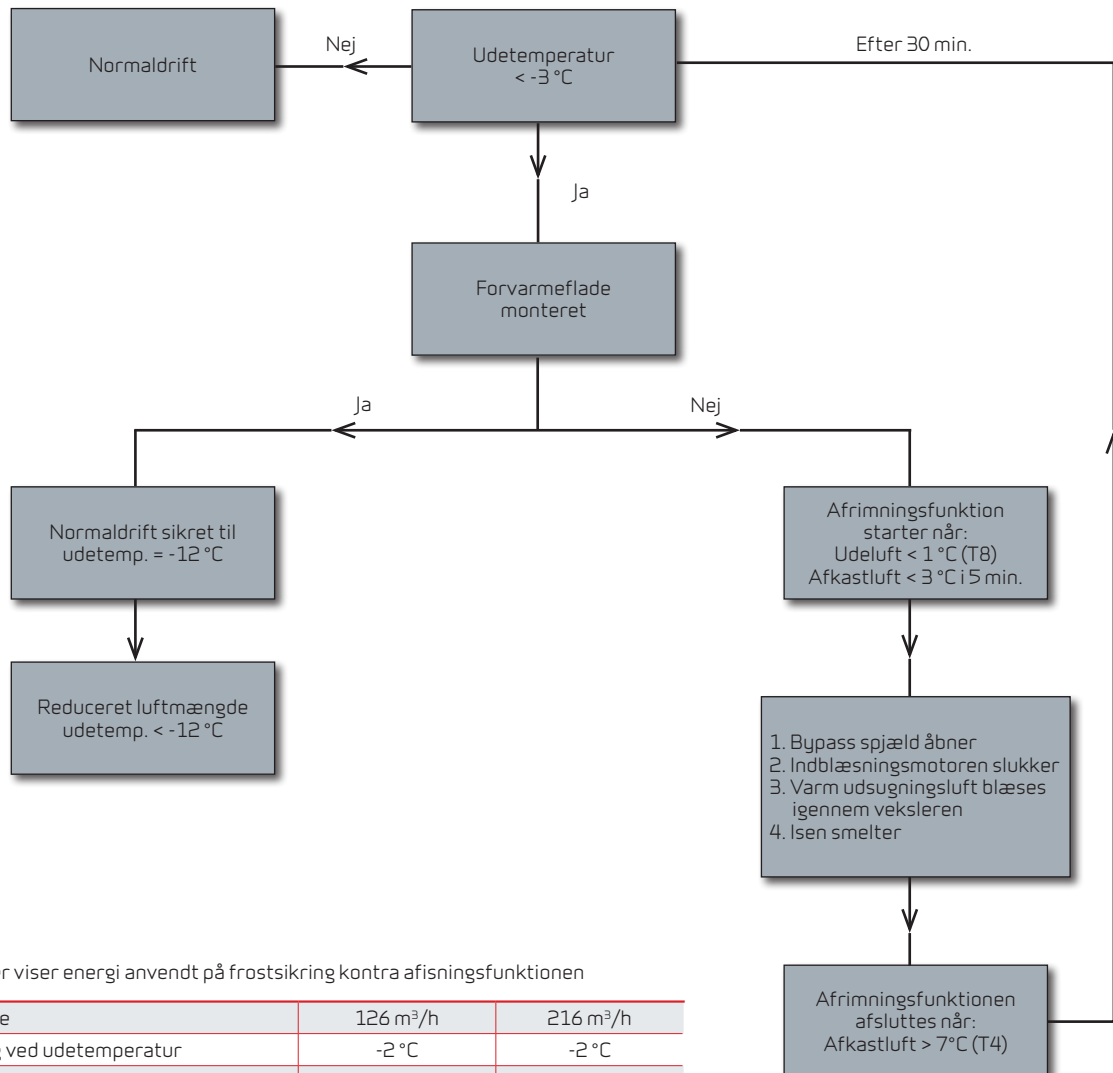 Normaldrift
Nej
Udetemperatur
< -3 °C
Efter 30 min.
Ja
Forvarmeflade
monteret
Ja
Nej
Normaldrift sikret til
udetemp. = -12 °C
Reduceret luftmængde
udetemp. < -12 °C
Afrimningsfunktion
starter når:
Udeluft < 1 °C (T8)
Afkastluft < 3 °C i 5 min.
1. Bypass spjæld åbner
2. Indblæsningsmotoren slukker
3. Varm udsugningsluft blæses
igennem veksleren
4. Isen smelter
Afrimningsfunktionen
afsluttes når:
Afkastluft > 7°C (T4)
viser energi anvendt på frostsikring kontra afisningsfunktionen
126 m³/h 216 m³/h
ved udetemperatur -2 °C -2 °C